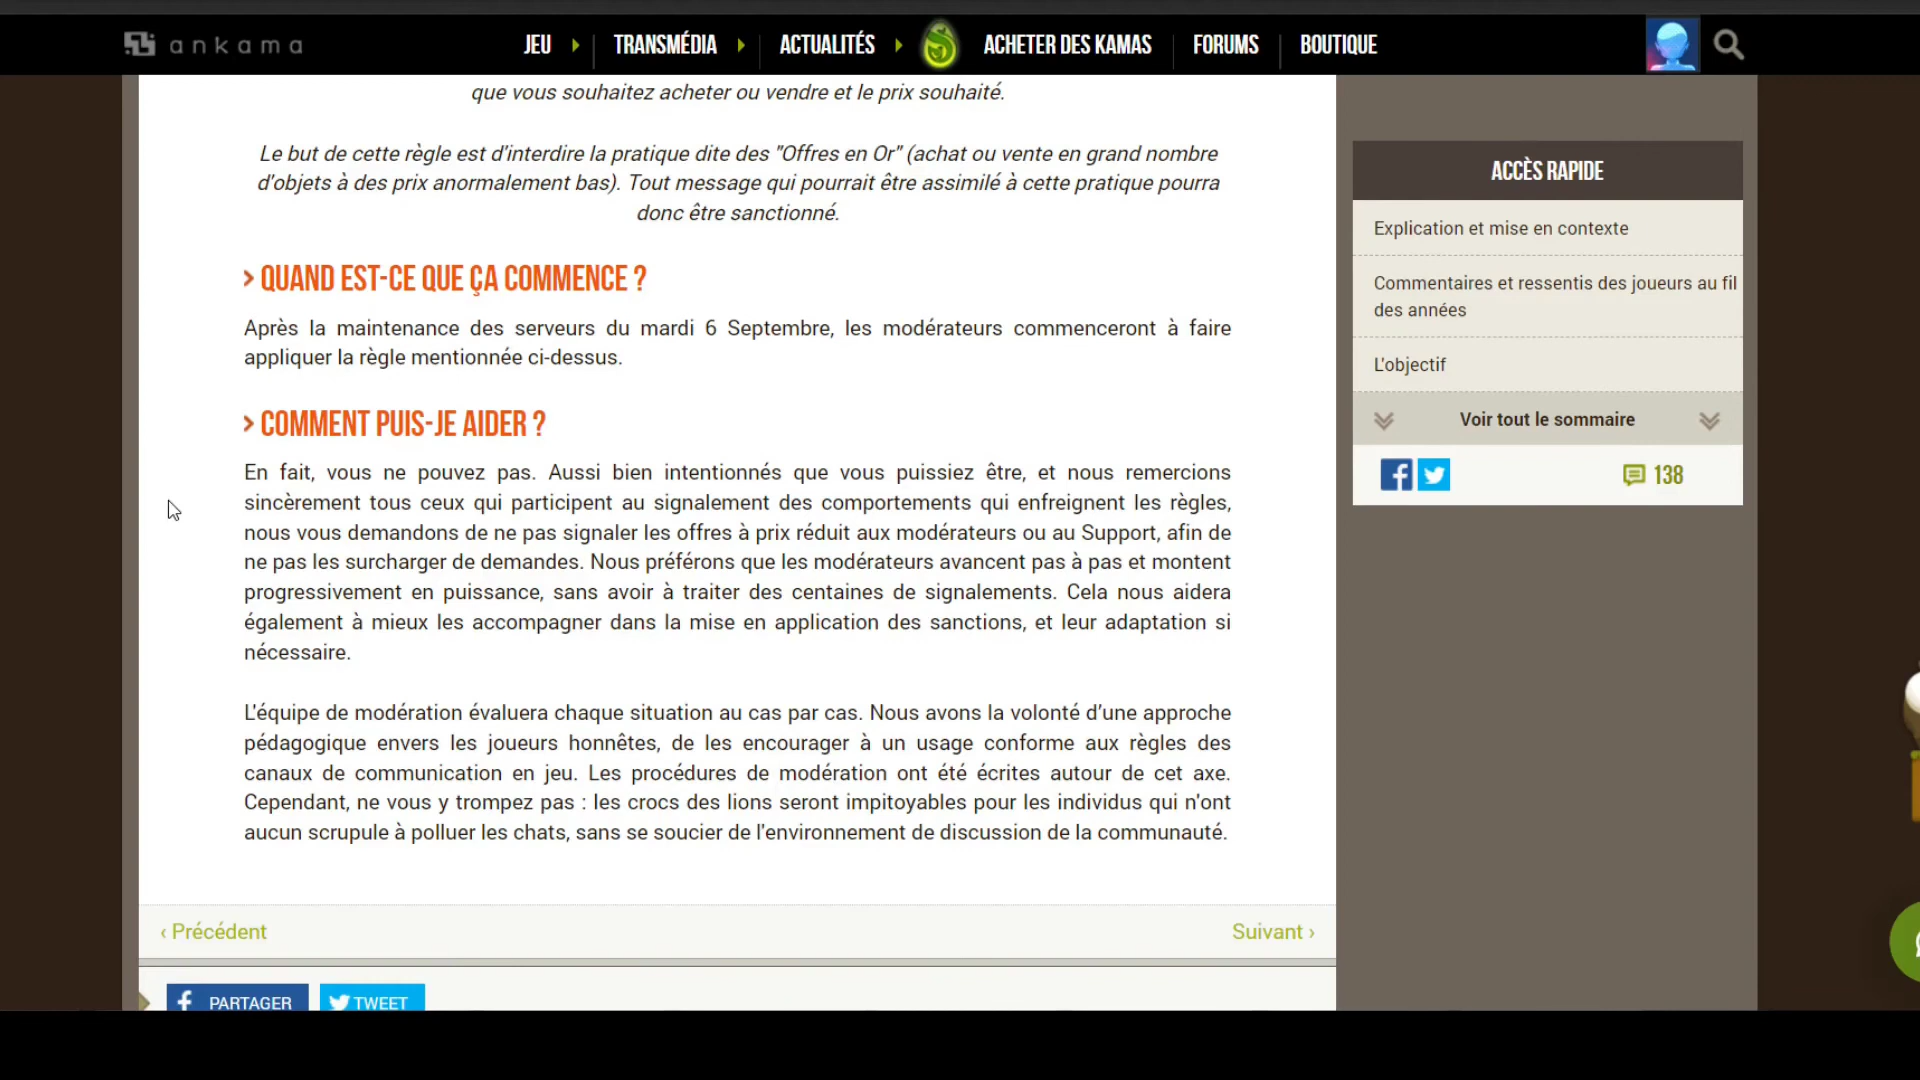 ankama
JEU
TRANSMÉDIA
ACTUALITÉS
ACHETER DES KAMAS
FORUMS
BOUTIQUE
que vous souhaitez acheter ou vendre et le prix souhaité.
Le but de cette règle est d'interdire la pratique dite des "Offres en Or" (achat ou vente en grand nombre
d'objets à des prix anormalement bas). Tout message qui pourrait être assimilé à cette pratique pourra
donc être sanctionné.
> QUAND EST-CE QUE ÇA COMMENCE ?
Après la maintenance des serveurs du mardi 6 Septembre, les modérateurs commenceront à faire
appliquer la règle mentionnée ci-dessus.
> COMMENT PUIS-JE AIDER ?
En fait, vous ne pouvez pas. Aussi bien intentionnés que vous puissiez être, et nous remercions
sincèrement tous ceux qui participent au signalement des comportements qui enfreignent les règles,
nous vous demandons de ne pas signaler les offres à prix réduit aux modérateurs ou au Support, afin de
ne pas les surcharger de demandes. Nous préférons que les modérateurs avancent pas à pas et montent
progressivement en puissance, sans avoir à traiter des centaines de signalements. Cela nous aidera
également à mieux les accompagner dans la mise en application des sanctions, et leur adaptation si
nécessaire.
L'équipe de modération évaluera chaque situation au cas par cas. Nous avons la volonté d’une approche
pédagogique envers les joueurs honnêtes, de les encourager à un usage conforme aux règles des
canaux de communication en jeu. Les procédures de modération ont été écrites autour de cet axe.
Cependant, ne vous y trompez pas : les crocs des lions seront impitoyables pour les individus qui n'ont
aucun scrupule à polluer les chats, sans se soucier de l'environnement de discussion de la communauté.
‹ Précédent
Suivant ›
PARTAGER
TWEET
ACCÈS RAPIDE
Explication et mise en contexte
Commentaires et ressentis des joueurs au fil
des années
L'objectif
Voir tout le sommaire
138